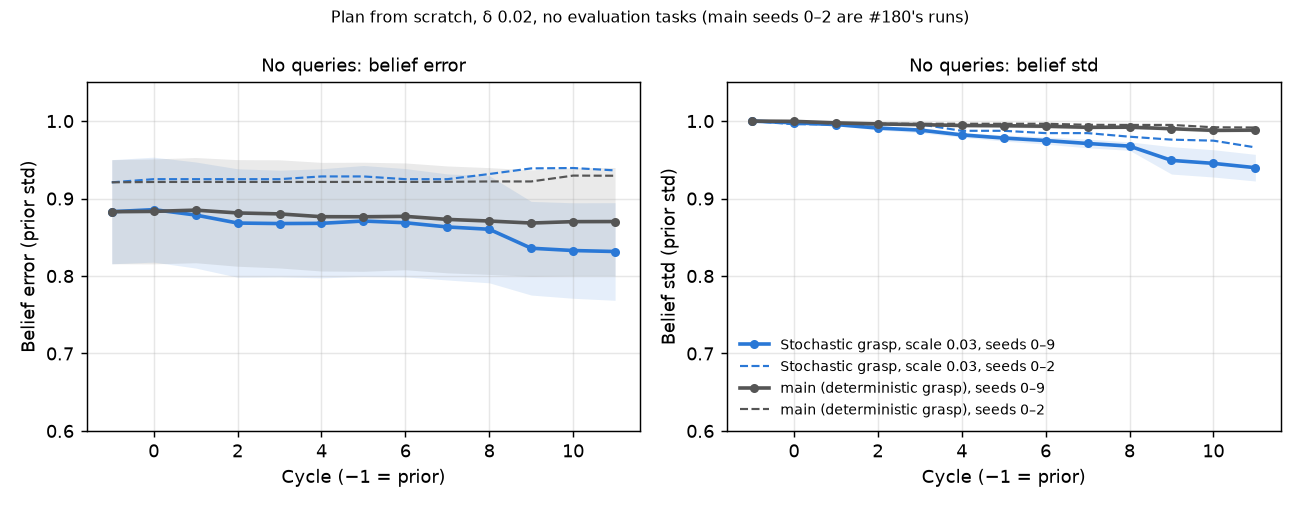 Plan from scratch, δ 0.02, no evaluation tasks (main seeds 0–2 are #180's runs)
No queries: belief error
Belief error (prior std)
1.0
0.9
0.8
0.7
0.6
0
2
4
6
8
10
Cycle (−1 = prior)
No queries: belief std
Belief std (prior std)
1.0
0.9
0.8
0.7
0.6
Stochastic grasp, scale 0.03, seeds 0–9
Stochastic grasp, scale 0.03, seeds 0–2
main (deterministic grasp), seeds 0–9
main (deterministic grasp), seeds 0–2
0
2
4
6
8
10
Cycle (−1 = prior)